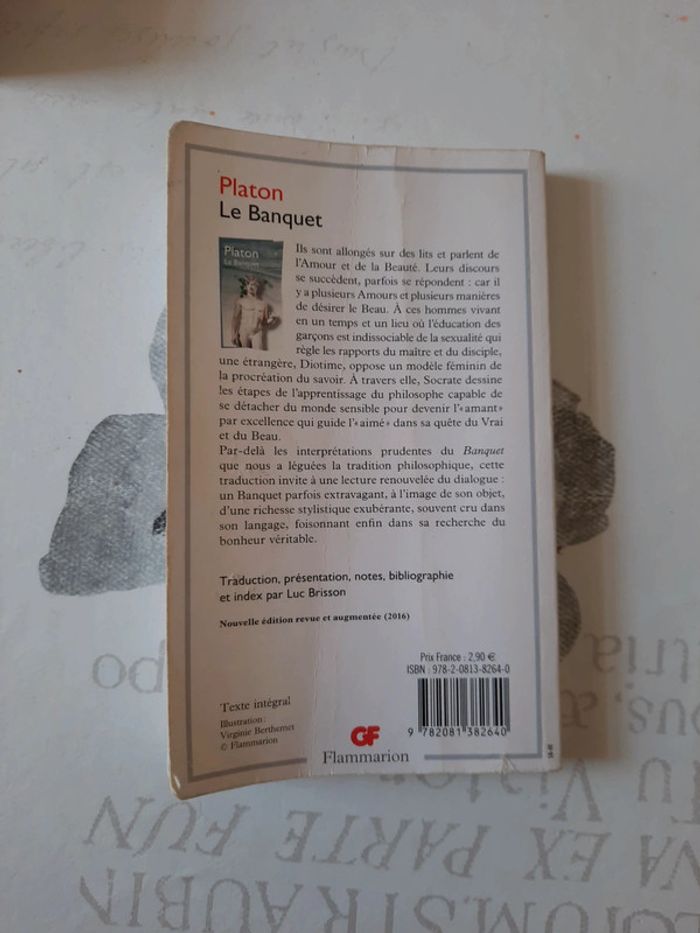 Platon
Le Banquet
Platon
Le Banquet
Ils sont allongés sur des lits et parlent de
l'Amour et de la Beauté. Leurs discours
se succèdent, parfois se répondent : car il
y a plusieurs Amours et plusieurs manières
de désirer le Beau. À ces hommes vivant
en un temps et un lieu où l'éducation des
garçons est indissociable de la sexualité qui
règle les rapports du maître et du disciple,
une étrangère, Diotime, oppose un modèle féminin de
la procréation du savoir. À travers elle, Socrate dessine
les étapes de l'apprentissage du philosophe capable de
se détacher du monde sensible pour devenir l'«amant»
par excellence qui guide l'«aimé» dans sa quête du Vrai
et du Beau.
Par-delà les interprétations prudentes du Banquet
que nous a léguées la tradition philosophique, cette
traduction invite à une lecture renouvelée du dialogue :
un Banquet parfois extravagant, à l'image de son objet,
d'une richesse stylistique exubérante, souvent cru dans
son langage, foisonnant enfin dans sa recherche du
bonheur véritable.
Traduction, présentation, notes, bibliographie
et index par Luc Brisson
Nouvelle édition revue et augmentée (2016)
Prix France : 2,90 €
ISBN : 978-2-0813-8264-0
Texte intégral
Illustration :
Virginie Berthemet
© Flammarion
9 782081 382640
GF
Flammarion
VA EX PARTE FUN